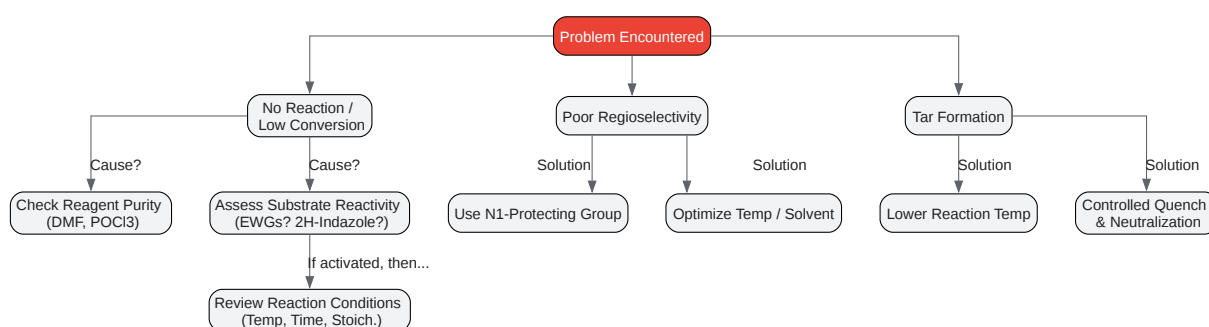 Problem Encountered
No Reaction /
Low Conversion
Poor Regioselectivity
Tar Formation
Cause?
Cause?
Solution
Solution
Solution
Solution
Check Reagent Purity
(DMF, POCl3)
Assess Substrate Reactivity
(EWGs? 2H-Indazole?)
Use N1-Protecting Group
Optimize Temp / Solvent
Lower Reaction Temp
Controlled Quench
& Neutralization
If activated, then...
Review Reaction Conditions
(Temp, Time, Stoich.)